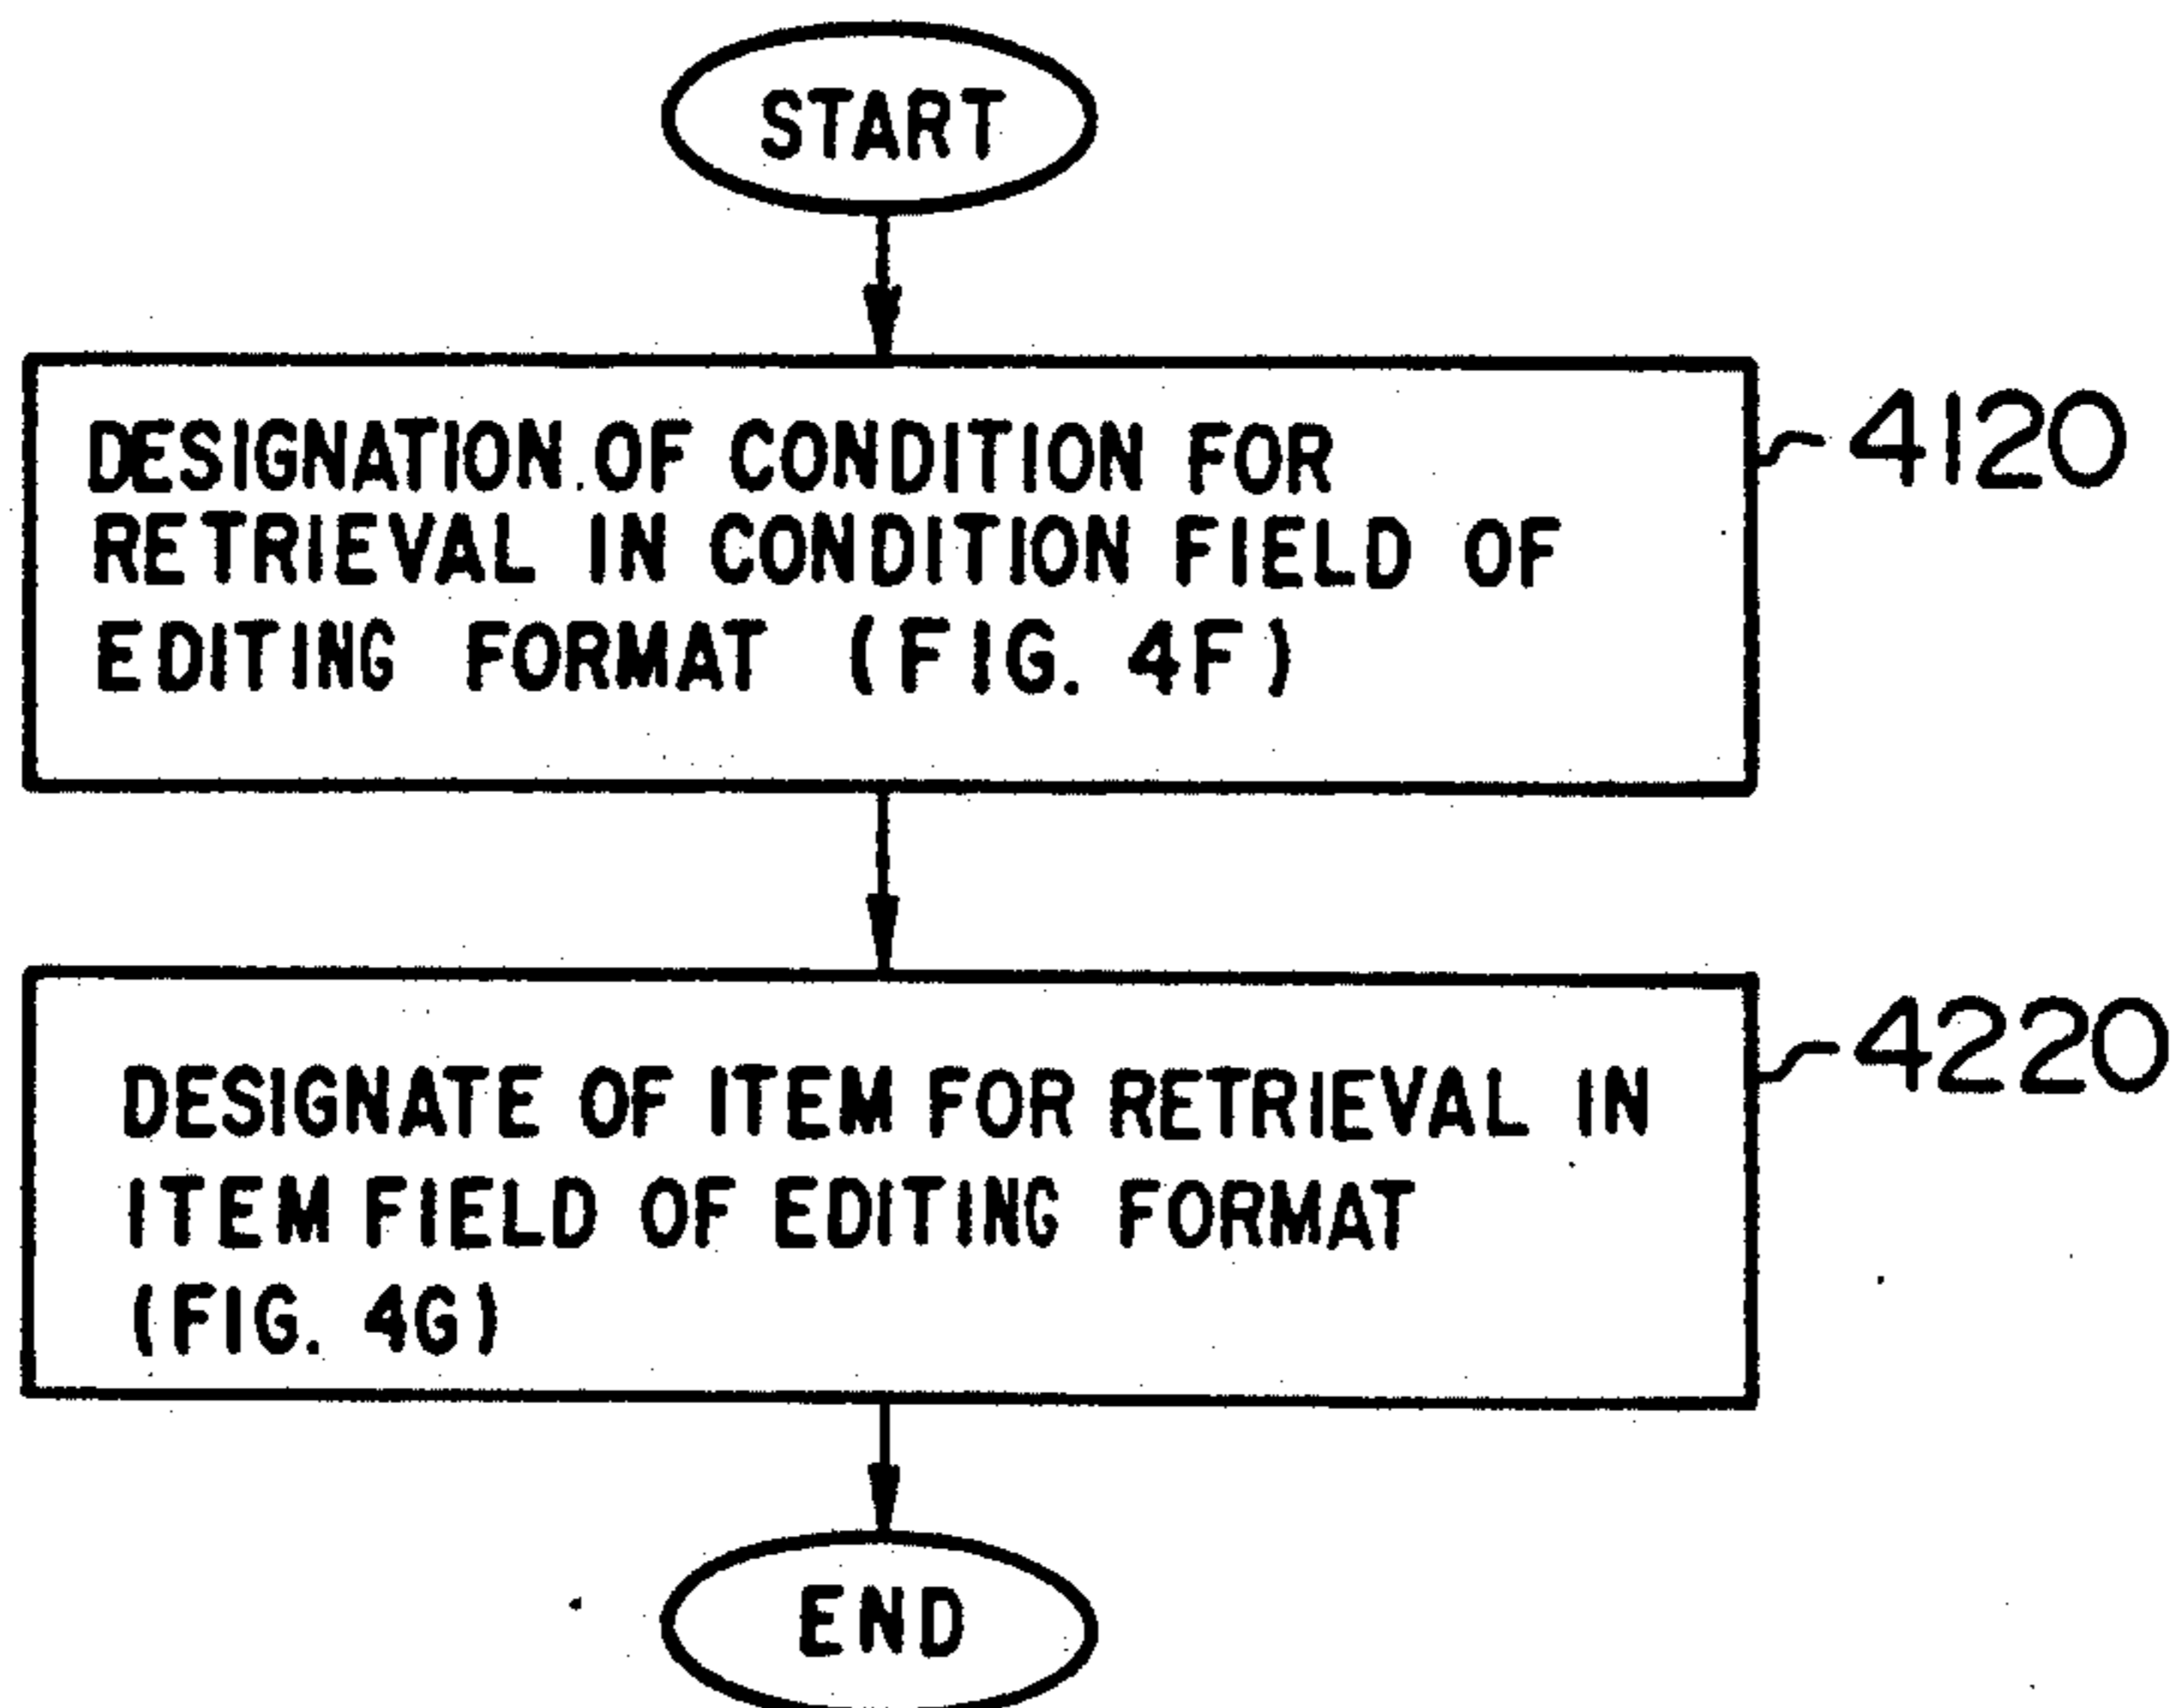 START
DESIGNATION OF CONDITION FOR
RETRIEVAL IN CONDITION FIELD OF
EDITING FORMAT (FIG. 4F)
4120
DESIGNATE OF ITEM FOR RETRIEVAL IN
ITEM FIELD OF EDITING FORMAT
(FIG. 4G)
4220
END